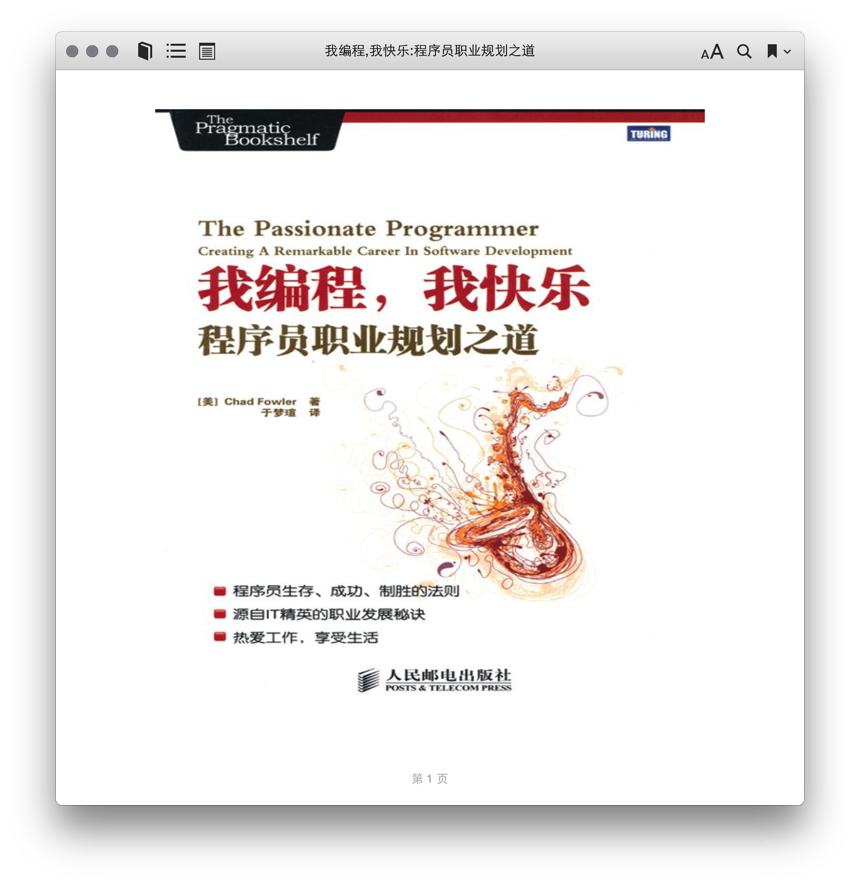 我编程,我快乐:程序员职业规划之道
AA
The
Pragmatic
Bookshelf
TURING
The Passionate Programmer
Creating A Remarkable Career In Software Development
我编程，我快乐
程序员职业规划之道
[美] Chad Fowler 著
于梦瑄 译
程序员生存、成功、制胜的法则
源自IT精英的职业发展秘诀
热爱工作，享受生活
人民邮电出版社
POSTS & TELECOM PRESS
第 1 页